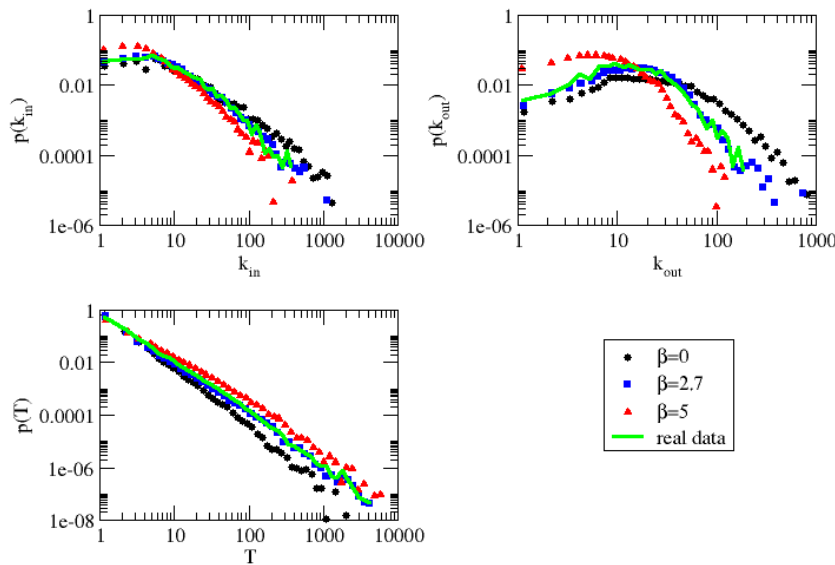 1
0.01
0.0001
1e-06
p(k_in)
1 10 100 1000 10000
k_in
1
0.01
0.0001
1e-06
p(k_out)
1 10 100 1000
k_out
1
0.01
0.0001
1e-06
1e-08
p(T)
1 10 100 1000 10000
T
β=0
β=2.7
β=5
real data